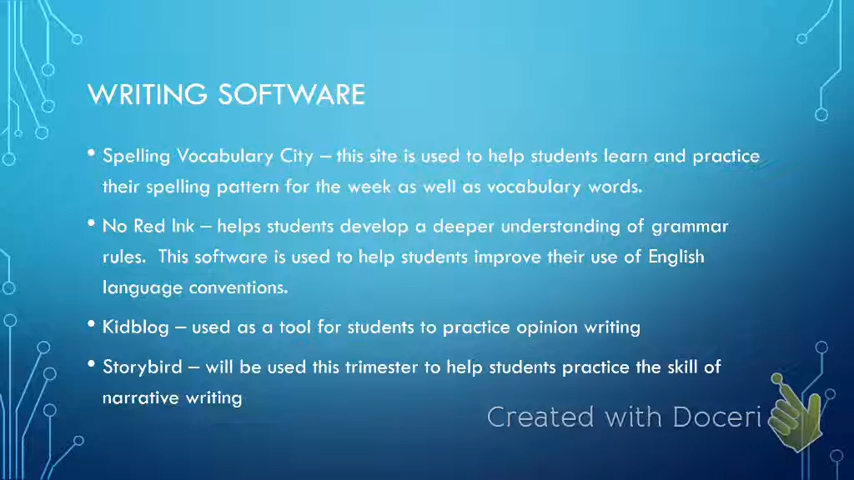 WRITING SOFTWARE
• Spelling Vocabulary City – this site is used to help students learn and practice
their spelling pattern for the week as well as vocabulary words.
• No Red Ink – helps students develop a deeper understanding of grammar
rules.  This software is used to help students improve their use of English
language conventions.
• Kidblog – used as a tool for students to practice opinion writing
• Storybird – will be used this trimester to help students practice the skill of
narrative writing
Created with Doceri